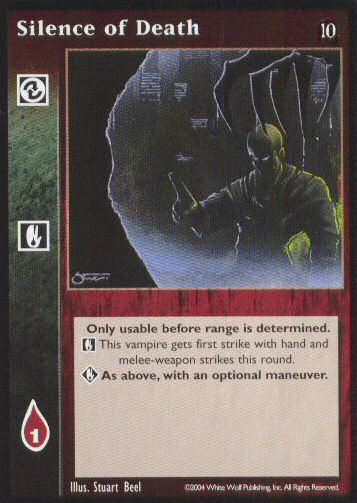 Silence of Death 10
Only usable before range is determined.
This vampire gets first strike with hand and
melee-weapon strikes this round.
As above, with an optional maneuver.
1
Illus. Stuart Beel ©2004 White Wolf Publishing, Inc. All Rights Reserved.